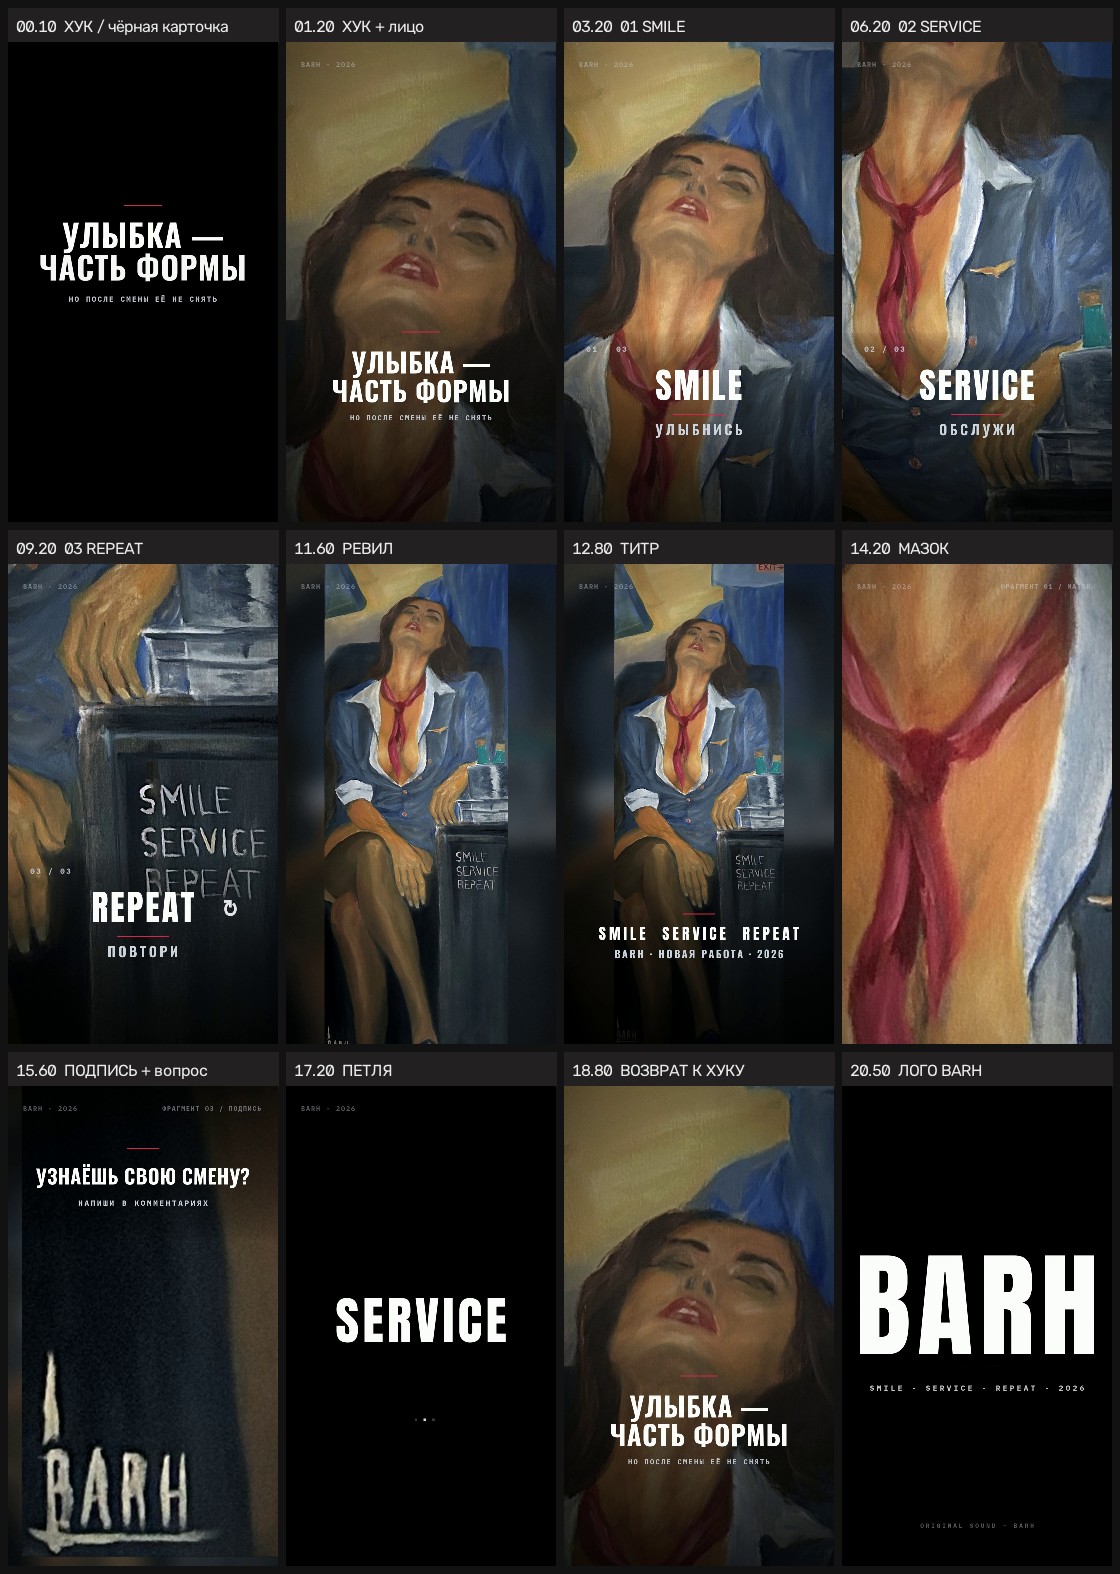 00.10 ХУК / чёрная карточка
УЛЫБКА —
ЧАСТЬ ФОРМЫ
НО ПОСЛЕ СМЕНЫ ЕЁ НЕ СНЯТЬ
01.20 ХУК + лицо
BARH · 2026
УЛЫБКА —
ЧАСТЬ ФОРМЫ
НО ПОСЛЕ СМЕНЫ ЕЁ НЕ СНЯТЬ
03.20 01 SMILE
BARH · 2026
01 / 03
SMILE
УЛЫБНИСЬ
06.20 02 SERVICE
BARH · 2026
02 / 03
SERVICE
ОБСЛУЖИ
09.20 03 REPEAT
BARH · 2026
SMILE
SERVICE
REPEAT
03 / 03
REPEAT ↻
ПОВТОРИ
11.60 РЕВИЛ
BARH · 2026
SMILE
SERVICE
REPEAT
BARH
12.80 ТИТР
BARH · 2026
EXIT→
SMILE
SERVICE
REPEAT
SMILE SERVICE REPEAT
BARH · НОВАЯ РАБОТА · 2026
BARH
14.20 МАЗОК
BARH · 2026
ФРАГМЕНТ 01 / МАЗОК
15.60 ПОДПИСЬ + вопрос
BARH · 2026
ФРАГМЕНТ 03 / ПОДПИСЬ
УЗНАЁШЬ СВОЮ СМЕНУ?
НАПИШИ В КОММЕНТАРИЯХ
BARH
17.20 ПЕТЛЯ
BARH · 2026
SERVICE
18.80 ВОЗВРАТ К ХУКУ
УЛЫБКА —
ЧАСТЬ ФОРМЫ
НО ПОСЛЕ СМЕНЫ ЕЁ НЕ СНЯТЬ
20.50 ЛОГО BARH
BARH
SMILE · SERVICE · REPEAT · 2026
ORIGINAL SOUND · BARH